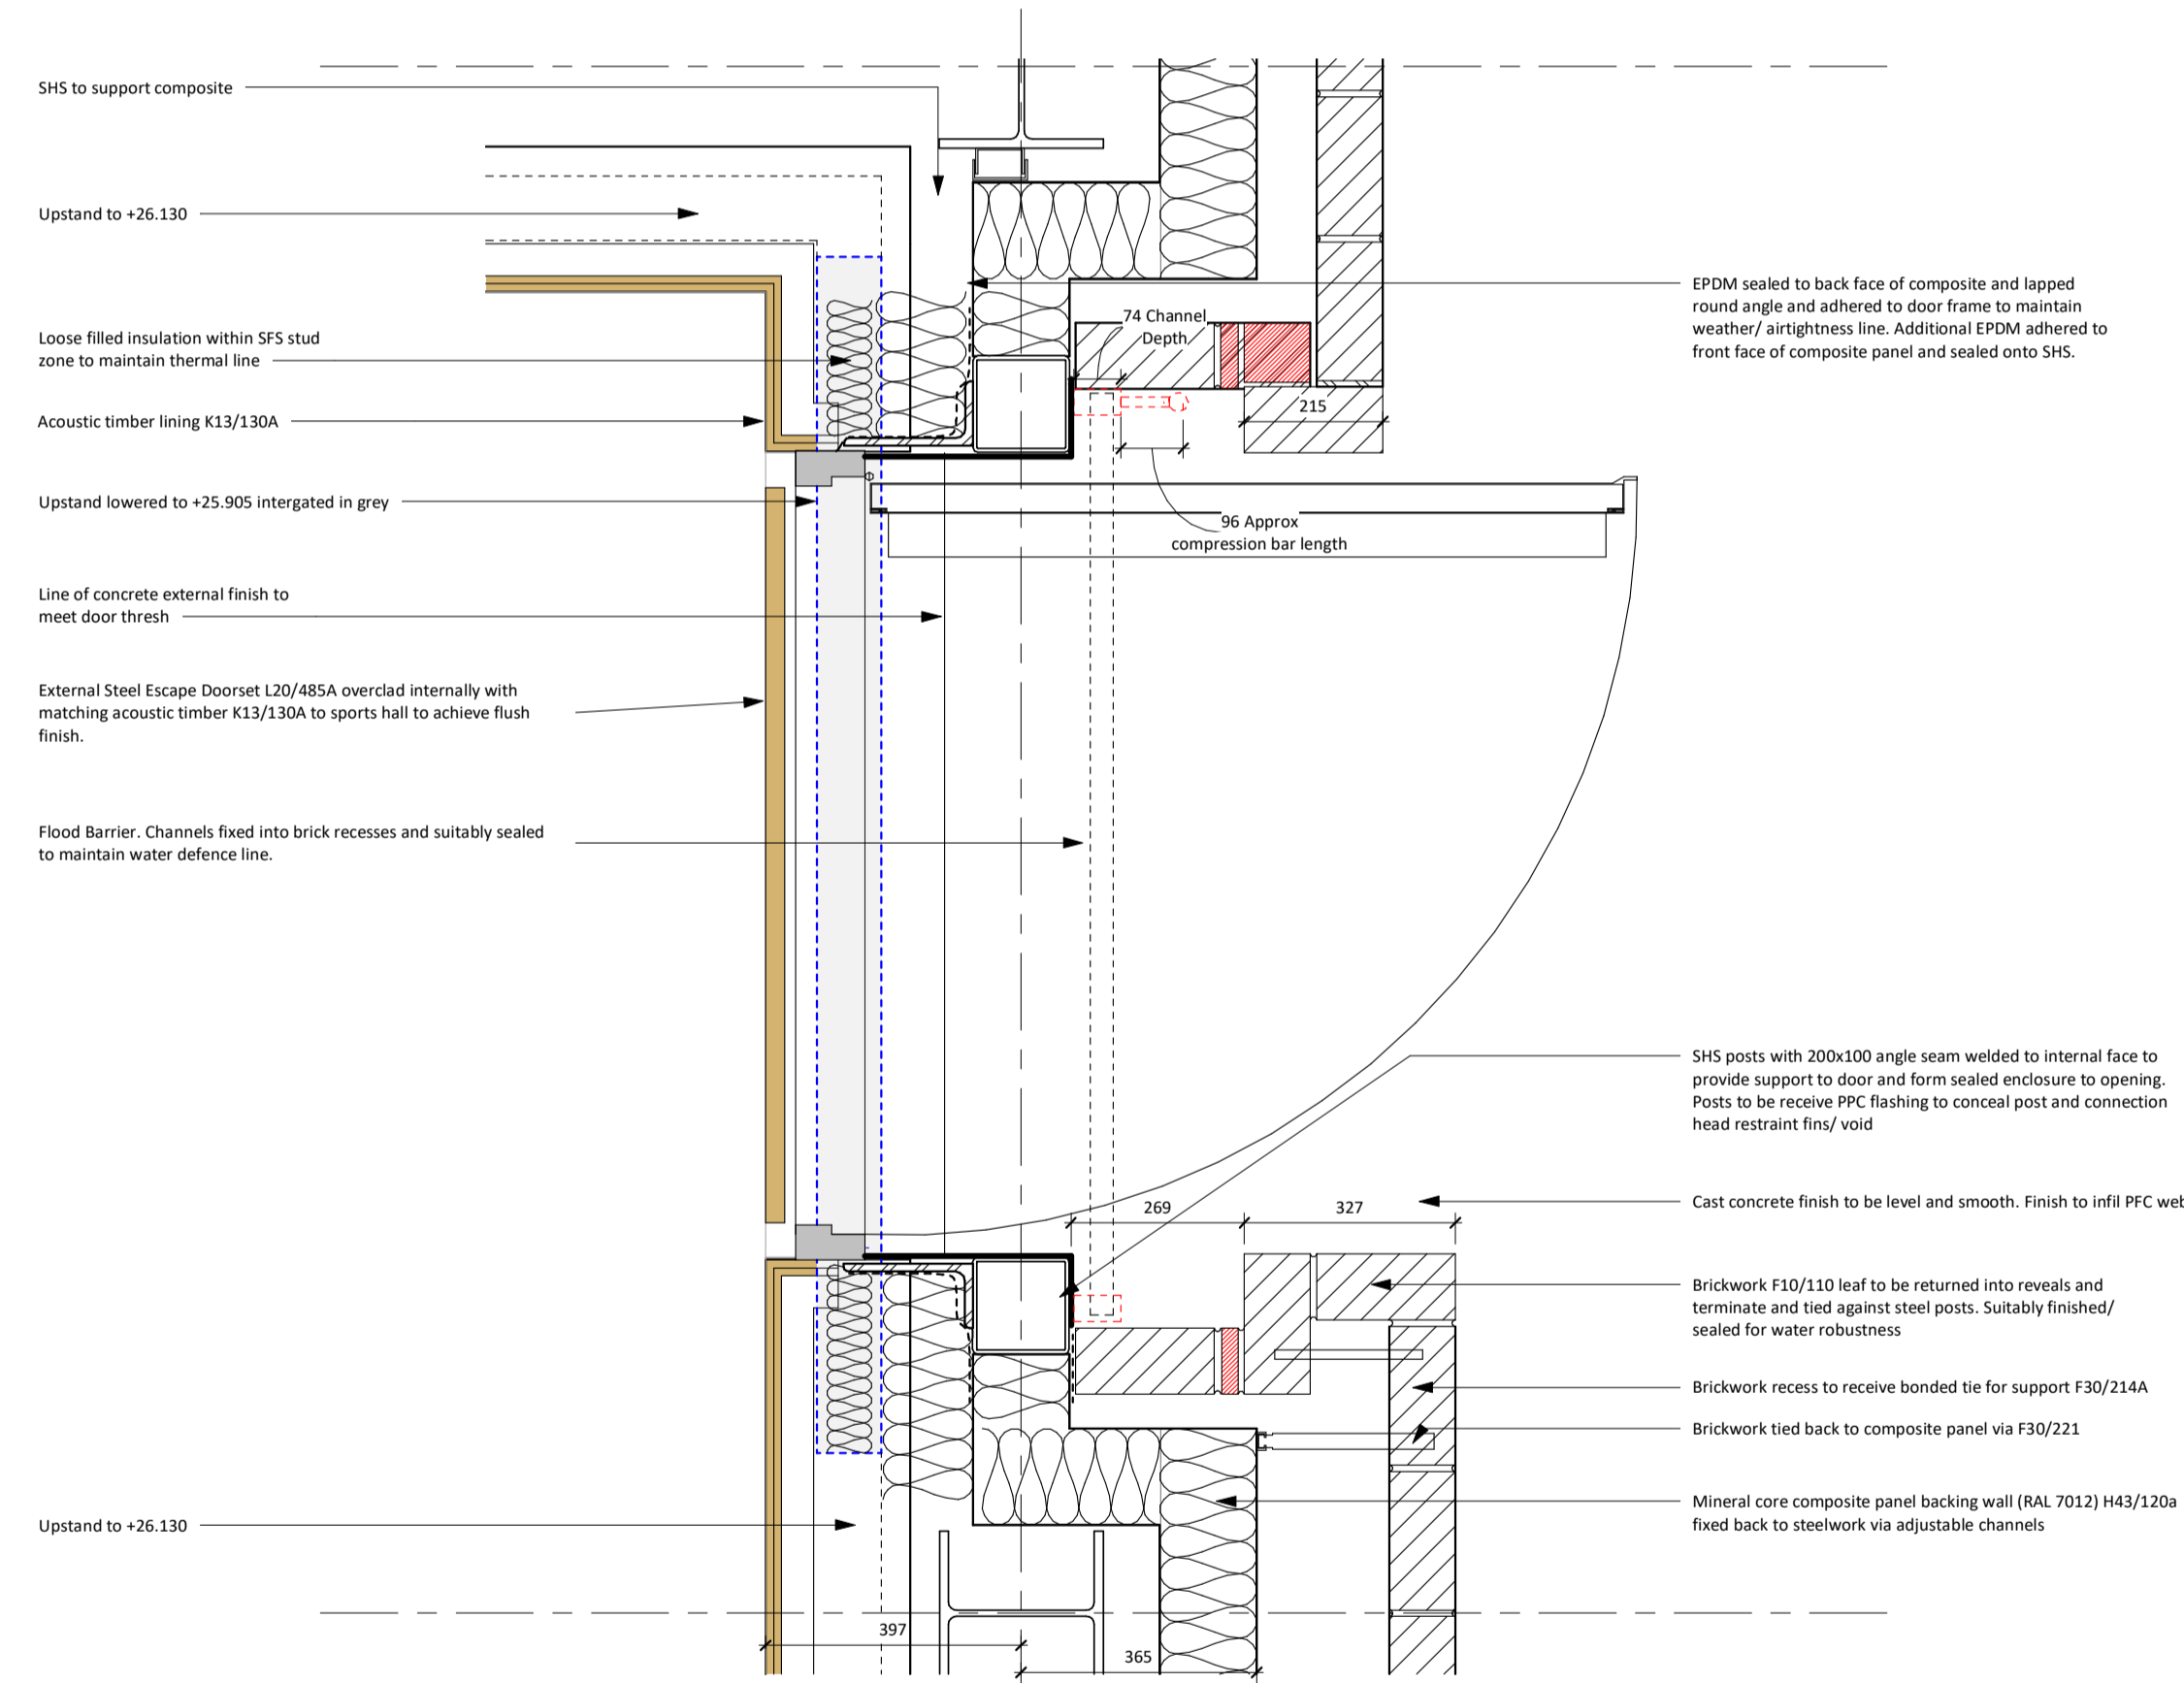 SHS to support composite
Upstand to +26.130
Loose filled insulation within SFS stud
zone to maintain thermal line
Acoustic timber lining K13/130A
Upstand lowered to +25.905 intergated in grey
Line of concrete external finish to
meet door thresh
External Steel Escape Doorset L20/485A overclad internally with
matching acoustic timber K13/130A to sports hall to achieve flush
finish.
Flood Barrier. Channels fixed into brick recesses and suitably sealed
to maintain water defence line.
Upstand to +26.130
74 Channel
Depth
215
96 Approx
compression bar length
269
327
397
365
EPDM sealed to back face of composite and lapped
round angle and adhered to door frame to maintain
weather/ airtightness line. Additional EPDM adhered to
front face of composite panel and sealed onto SHS.
SHS posts with 200x100 angle seam welded to internal face to
provide support to door and form sealed enclosure to opening.
Posts to be receive PPC flashing to conceal post and connection
head restraint fins/ void
Cast concrete finish to be level and smooth. Finish to infil PFC web
Brickwork F10/110 leaf to be returned into reveals and
terminate and tied against steel posts. Suitably finished/
sealed for water robustness
Brickwork recess to receive bonded tie for support F30/214A
Brickwork tied back to composite panel via F30/221
Mineral core composite panel backing wall (RAL 7012) H43/120a
fixed back to steelwork via adjustable channels